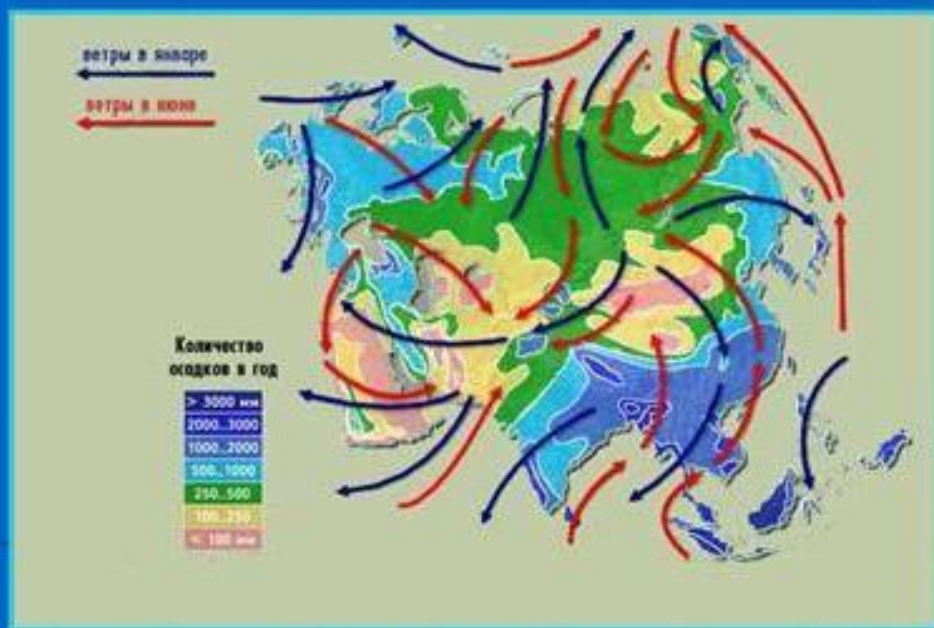 ветры в январе
ветры в июне
Количество
осадков в год
> 3000 мм
2000..3000
1000..2000
500..1000
250..500
100..250
< 100 мм